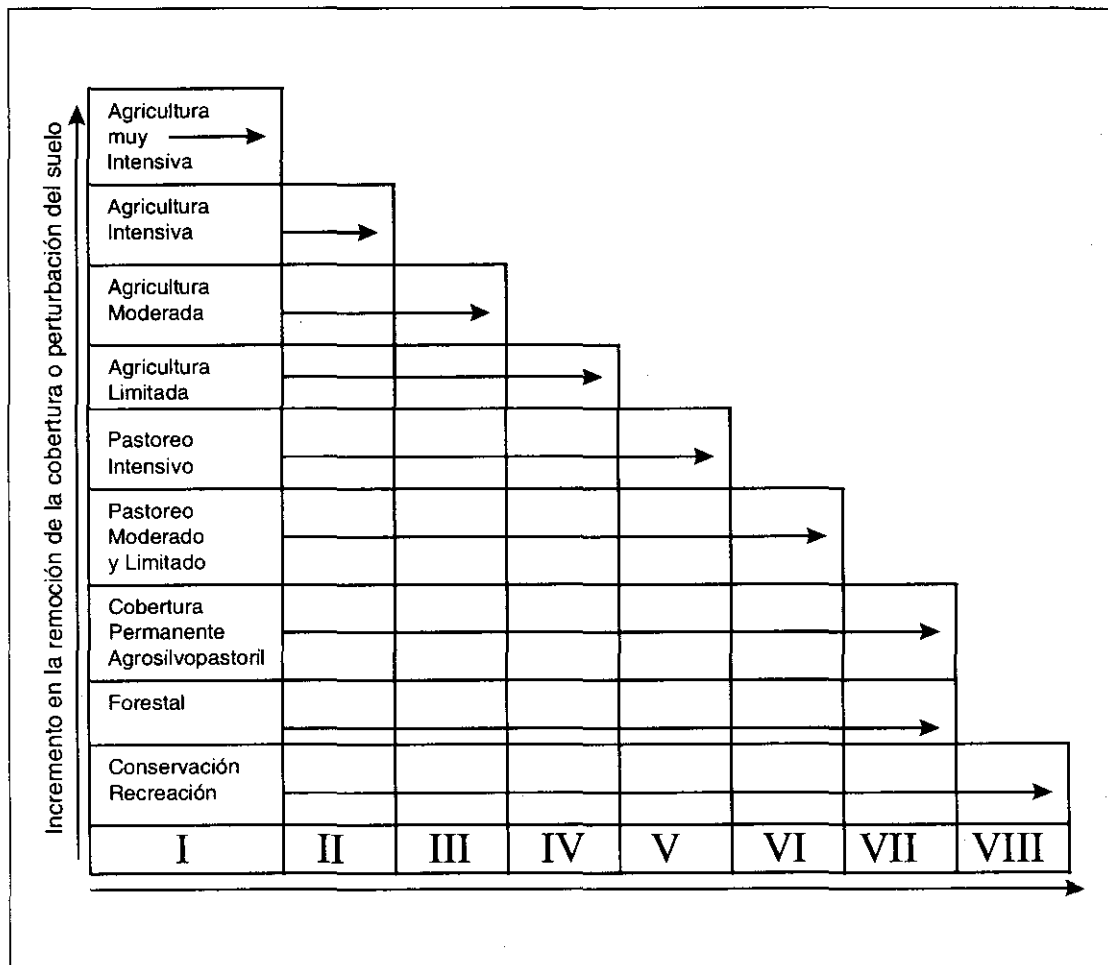 Incremento en la remoción de la cobertura o perturbación del suelo
Agricultura
muy
Intensiva
Agricultura
Intensiva
Agricultura
Moderada
Agricultura
Limitada
Pastoreo
Intensivo
Pastoreo
Moderado
y Limitado
Cobertura
Permanente
Agrosilvopastoril
Forestal
Conservación
Recreación
I II III IV V VI VII VIII